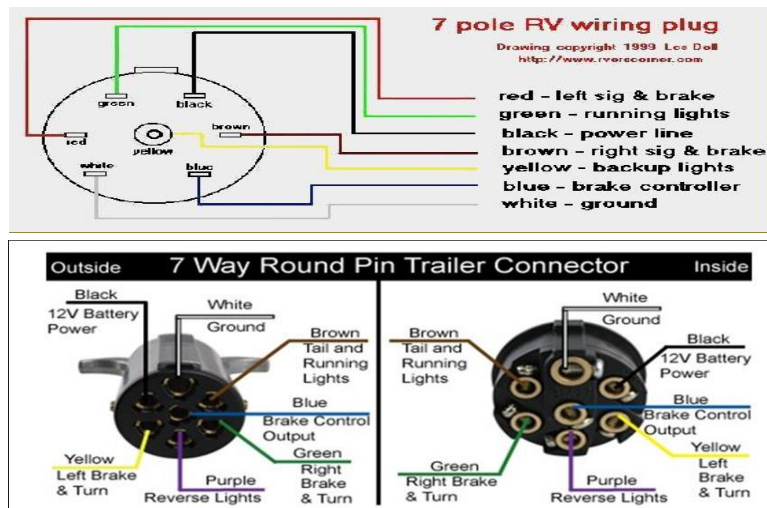 7 pole RV wiring plug
Drawing copyright 1999 Lee Doll
http://www.rverscorner.com
green
black
red
brown
yellow
white
blue
red - left sig & brake
green - running lights
black - power line
brown - right sig & brake
yellow - backup lights
blue - brake controller
white - ground
Outside
7 Way Round Pin Trailer Connector
Inside
Black
12V Battery
Power
White
Ground
Brown
Tail and
Running
Lights
Blue
Brake Control
Output
Yellow
Left Brake
& Turn
Purple
Reverse Lights
Green
Right
Brake
& Turn
White
Ground
Brown
Tail and
Running
Lights
Black
12V Battery
Power
Blue
Brake Control
Output
Green
Right Brake
& Turn
Purple
Reverse Lights
Yellow
Left
Brake
& Turn